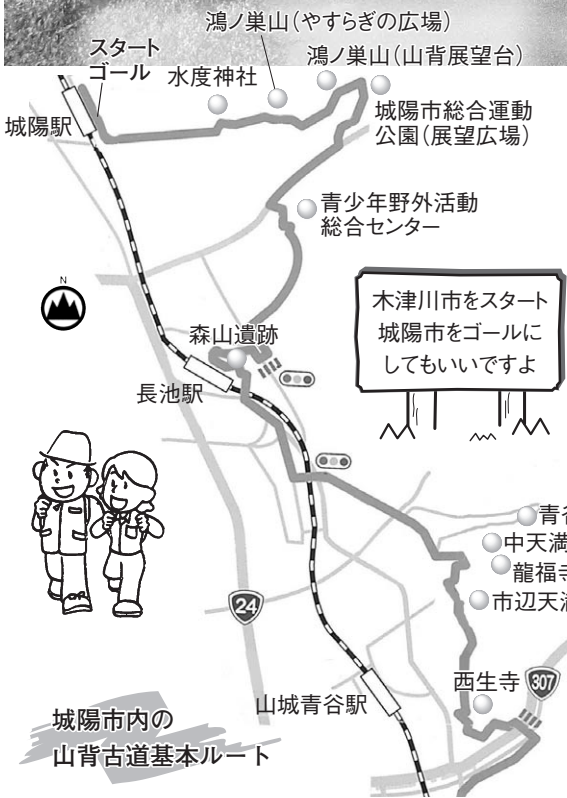 鴻ノ巣山(やすらぎの広場)
スタート
ゴール
水度神社
鴻ノ巣山(山背展望台)
城陽駅
城陽市総合運動
公園(展望広場)
青少年野外活動
総合センター
N
木津川市をスタート
城陽市をゴールに
してもいいですよ
森山遺跡
長池駅
青谷
中天満
龍福寺
市辺天満
24
西生寺
307
山城青谷駅
城陽市内の
山背古道基本ルート